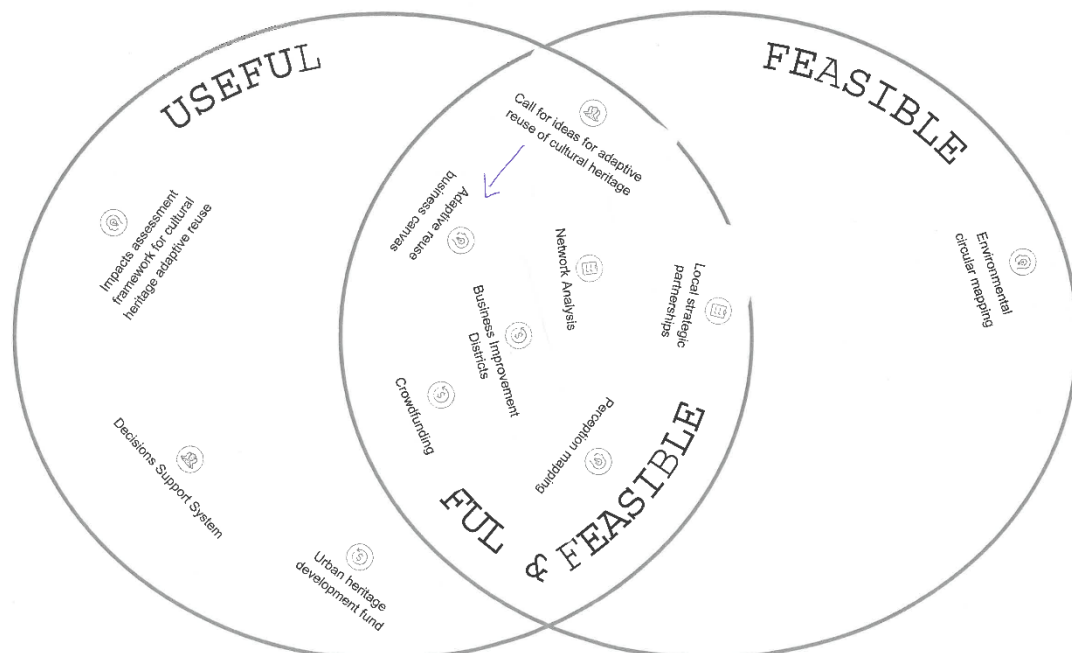 USEFUL
FEASIBLE
Call for ideas for adaptive
reuse of cultural heritage
Adaptive reuse
business canvas
Impacts assessment
framework for cultural
heritage adaptive reuse
Network Analysis
Local strategic
partnerships
Environmental
circular mapping
Business Improvement
Districts
Crowdfunding
Perception mapping
Decisions Support System
Urban heritage
development fund
FUL
& FEASIBLE